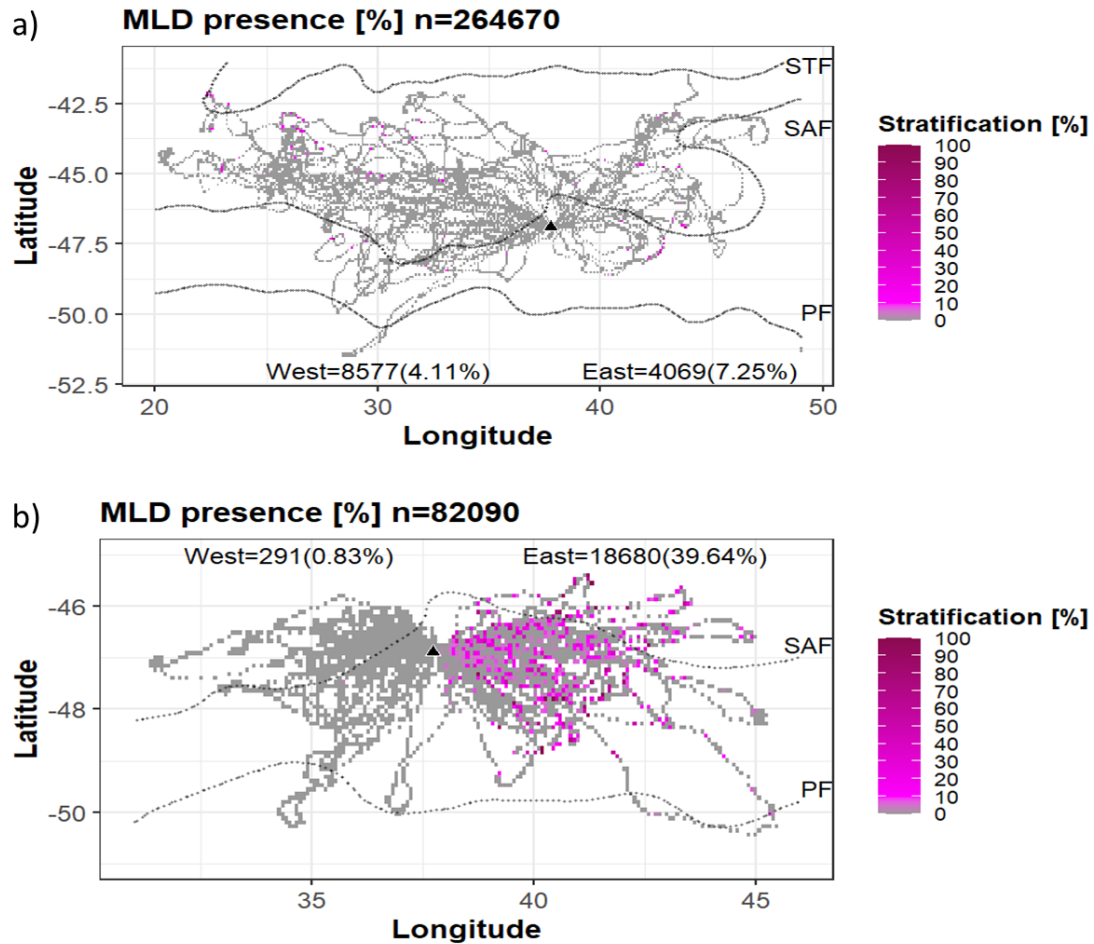 a)
MLD presence [%] n=264670
STF
SAF
PF
-42.5
-45.0
-47.5
-50.0
-52.5
Latitude
West=8577(4.11%) East=4069(7.25%)
20 30 40 50
Longitude
Stratification [%]
100
90
80
70
60
50
40
30
20
10
0
b)
MLD presence [%] n=82090
West=291(0.83%) East=18680(39.64%)
SAF
PF
-46
-48
-50
Latitude
35 40 45
Longitude
Stratification [%]
100
90
80
70
60
50
40
30
20
10
0